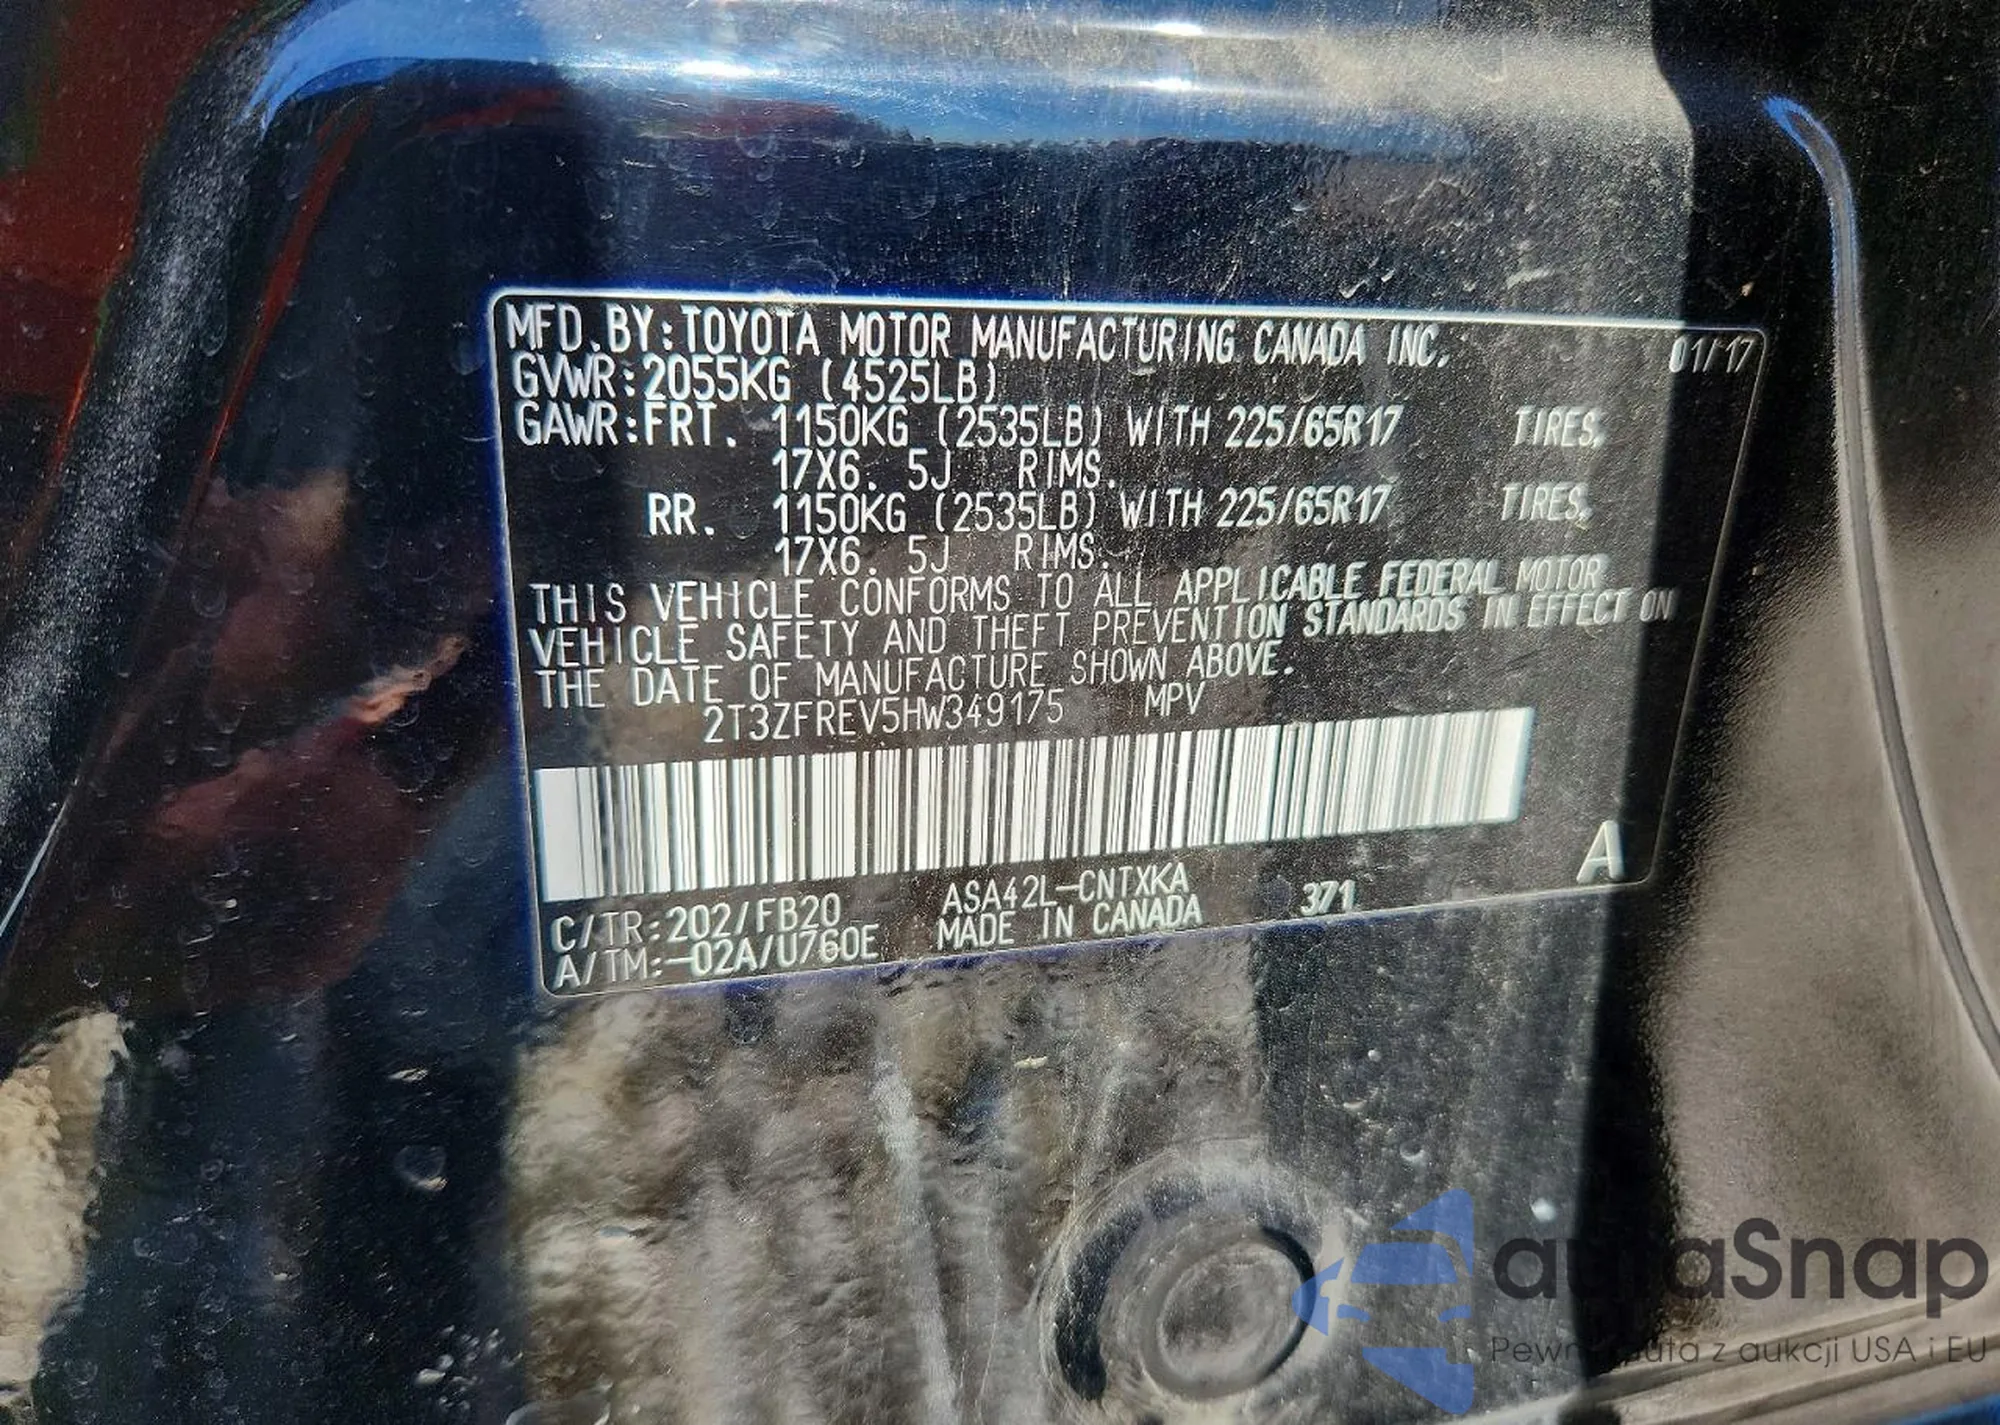 MFD.BY:TOYOTA MOTOR MANUFACTURING CANADA INC. 01/17
GVWR:2055KG (4525LB)
GAWR:FRT. 1150KG (2535LB) WITH 225/65R17 TIRES,
17X6. 5J RIMS.
RR. 1150KG (2535LB) WITH 225/65R17 TIRES,
17X6. 5J RIMS.
THIS VEHICLE CONFORMS TO ALL APPLICABLE FEDERAL MOTOR
VEHICLE SAFETY AND THEFT PREVENTION STANDARDS IN EFFECT ON
THE DATE OF MANUFACTURE SHOWN ABOVE.
2T3ZFREV5HW349175 MPV
A
C/TR:202/FB20 ASA42L-CNTXKA 371
A/TM:-02A/U760E MADE IN CANADA
autaSnap
Pewne auta z aukcji USA i EU